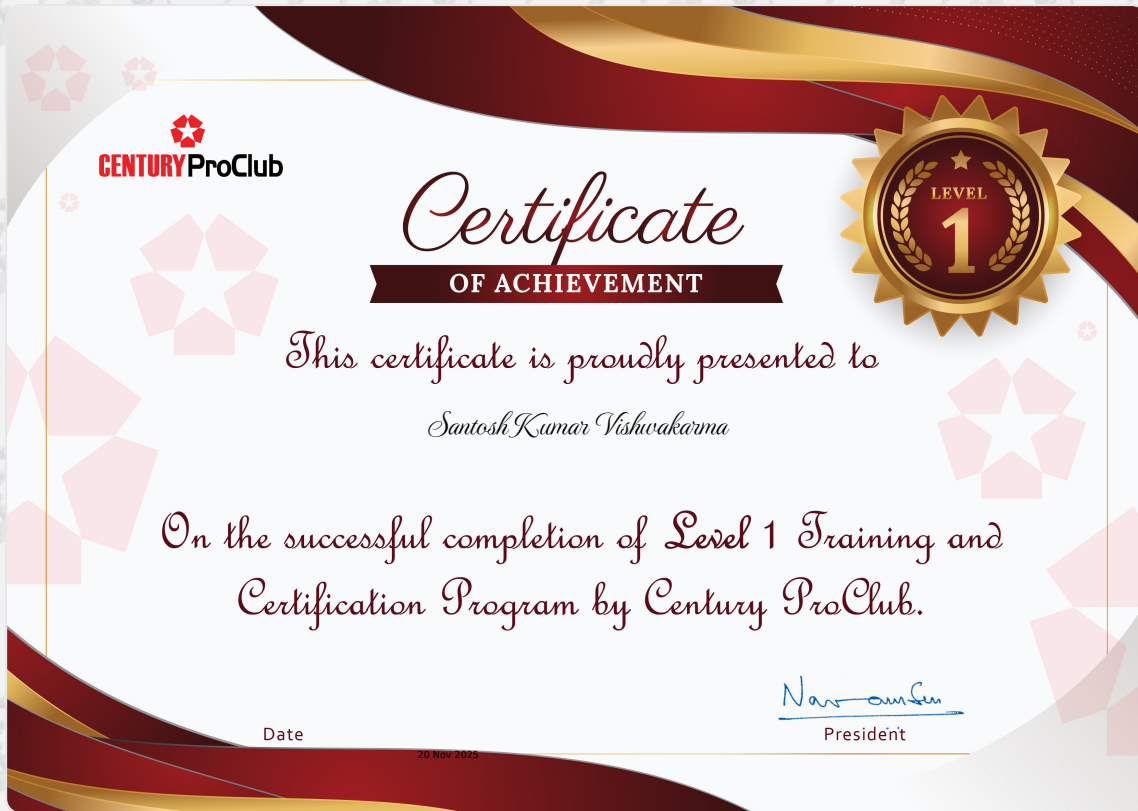 CENTURY ProClub
LEVEL
1
Certificate
OF ACHIEVEMENT
This certificate is proudly presented to
Santosh Kumar Vishwakarma
On the successful completion of Level 1 Training and
Certification Program by Century ProClub.
Date
President
20 Nov 2025